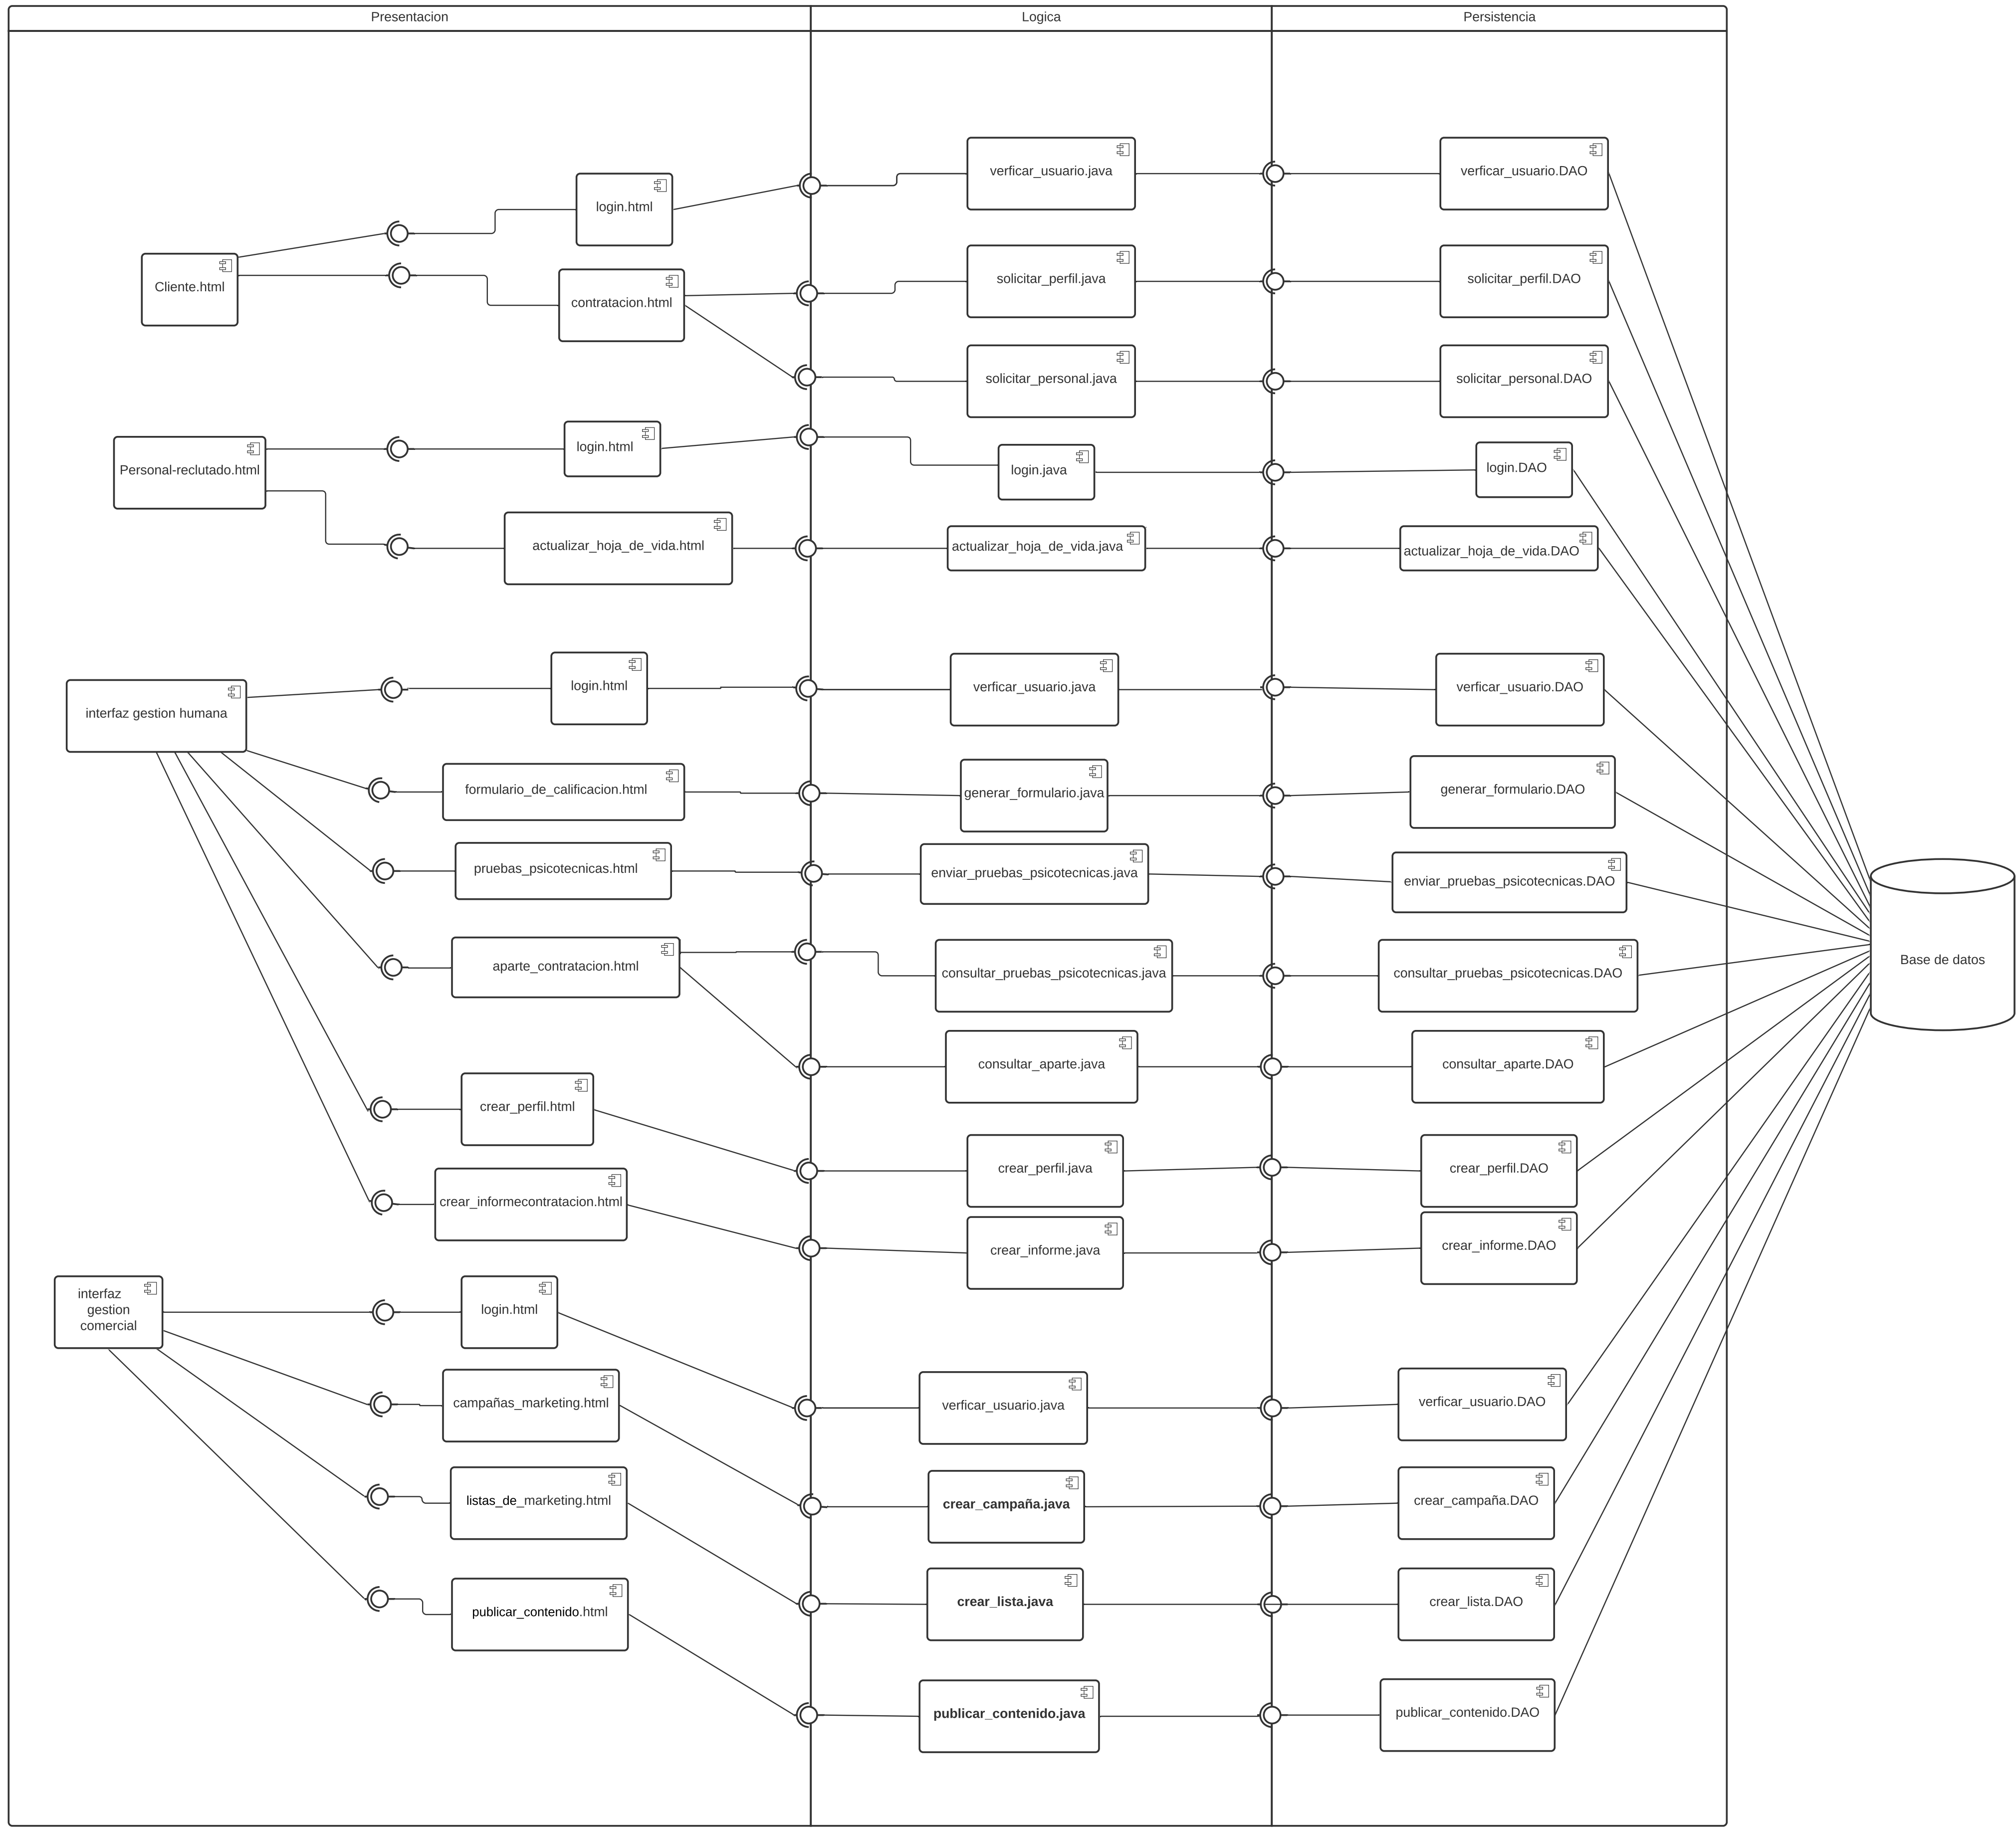 Presentacion
Logica
Persistencia
login.html
verficar_usuario.java
verficar_usuario.DAO
Cliente.html
contratacion.html
solicitar_perfil.java
solicitar_perfil.DAO
solicitar_personal.java
solicitar_personal.DAO
Personal-reclutado.html
login.html
login.java
login.DAO
actualizar_hoja_de_vida.html
actualizar_hoja_de_vida.java
actualizar_hoja_de_vida.DAO
interfaz gestion humana
login.html
verficar_usuario.java
verficar_usuario.DAO
formulario_de_calificacion.html
generar_formulario.java
generar_formulario.DAO
pruebas_psicotecnicas.html
enviar_pruebas_psicotecnicas.java
enviar_pruebas_psicotecnicas.DAO
Base de datos
aparte_contratacion.html
consultar_pruebas_psicotecnicas.java
consultar_pruebas_psicotecnicas.DAO
consultar_aparte.java
consultar_aparte.DAO
crear_perfil.html
crear_perfil.java
crear_perfil.DAO
crear_informecontratacion.html
crear_informe.java
crear_informe.DAO
interfaz
gestion
comercial
login.html
verficar_usuario.java
verficar_usuario.DAO
campañas_marketing.html
crear_campaña.java
crear_campaña.DAO
listas_de_marketing.html
crear_lista.java
crear_lista.DAO
publicar_contenido.html
publicar_contenido.java
publicar_contenido.DAO